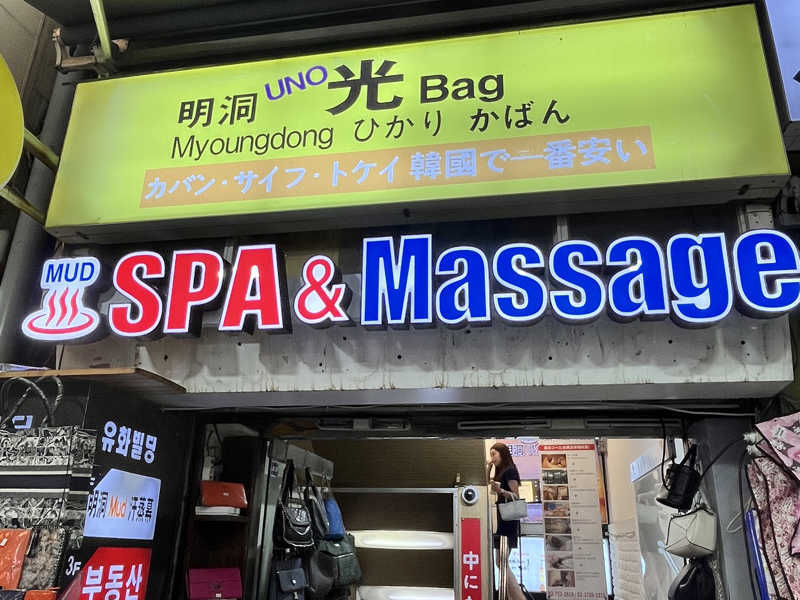 明洞 UNO 光 Bag
Myoungdong ひかり かばん
カバン・サイフ・トケイ 韓國で一番安い
MUD SPA & Massage
유화빌딩
明洞 Mud 汗蒸幕
3F
부동산
中に